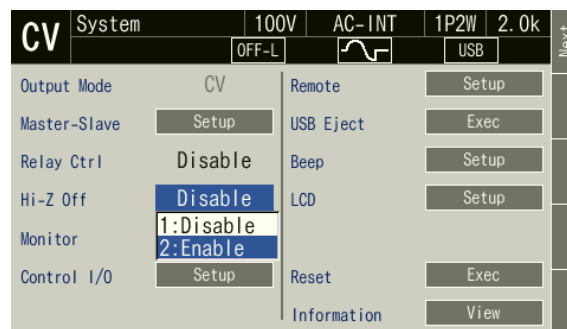 CV
System 100V AC-INT 1P2W 2.0k
OFF-L USB
Next
Output Mode CV
Master-Slave Setup
Relay Ctrl Disable
Hi-Z Off Disable
1:Disable
2:Enable
Monitor
Control I/O Setup
Remote Setup
USB Eject Exec
Beep Setup
LCD Setup
Reset Exec
Information View